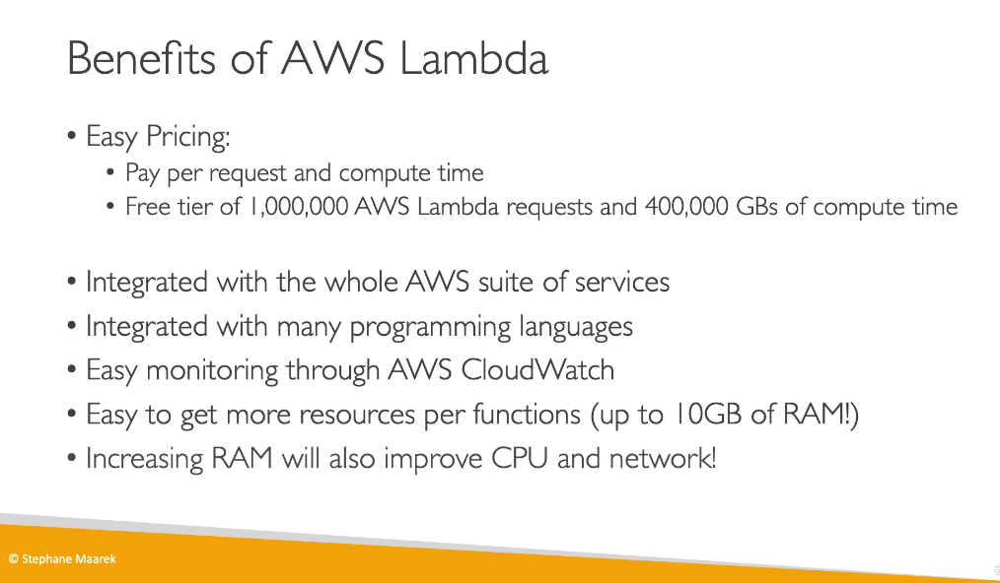 Benefits of AWS Lambda
• Easy Pricing:
• Pay per request and compute time
• Free tier of 1,000,000 AWS Lambda requests and 400,000 GBs of compute time
• Integrated with the whole AWS suite of services
• Integrated with many programming languages
• Easy monitoring through AWS CloudWatch
• Easy to get more resources per functions (up to 10GB of RAM!)
• Increasing RAM will also improve CPU and network!
© Stephane Maarek